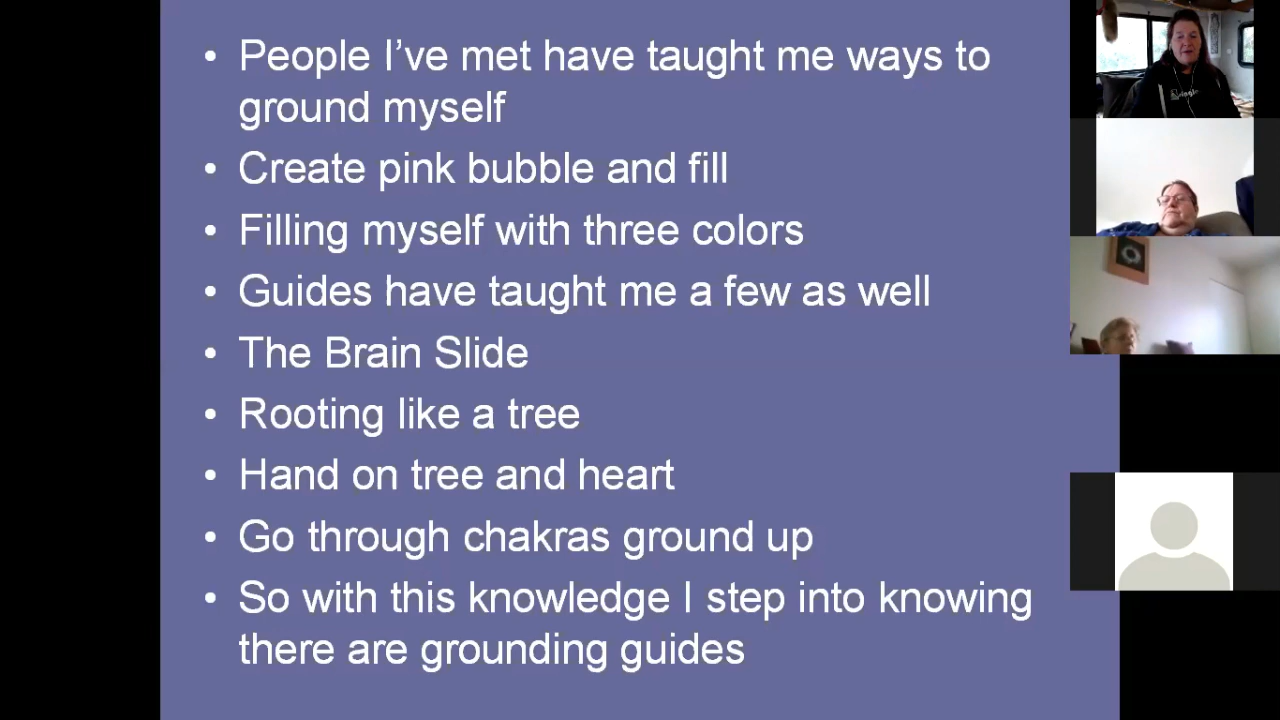 • People I’ve met have taught me ways to
ground myself
• Create pink bubble and fill
• Filling myself with three colors
• Guides have taught me a few as well
• The Brain Slide
• Rooting like a tree
• Hand on tree and heart
• Go through chakras ground up
• So with this knowledge I step into knowing
there are grounding guides